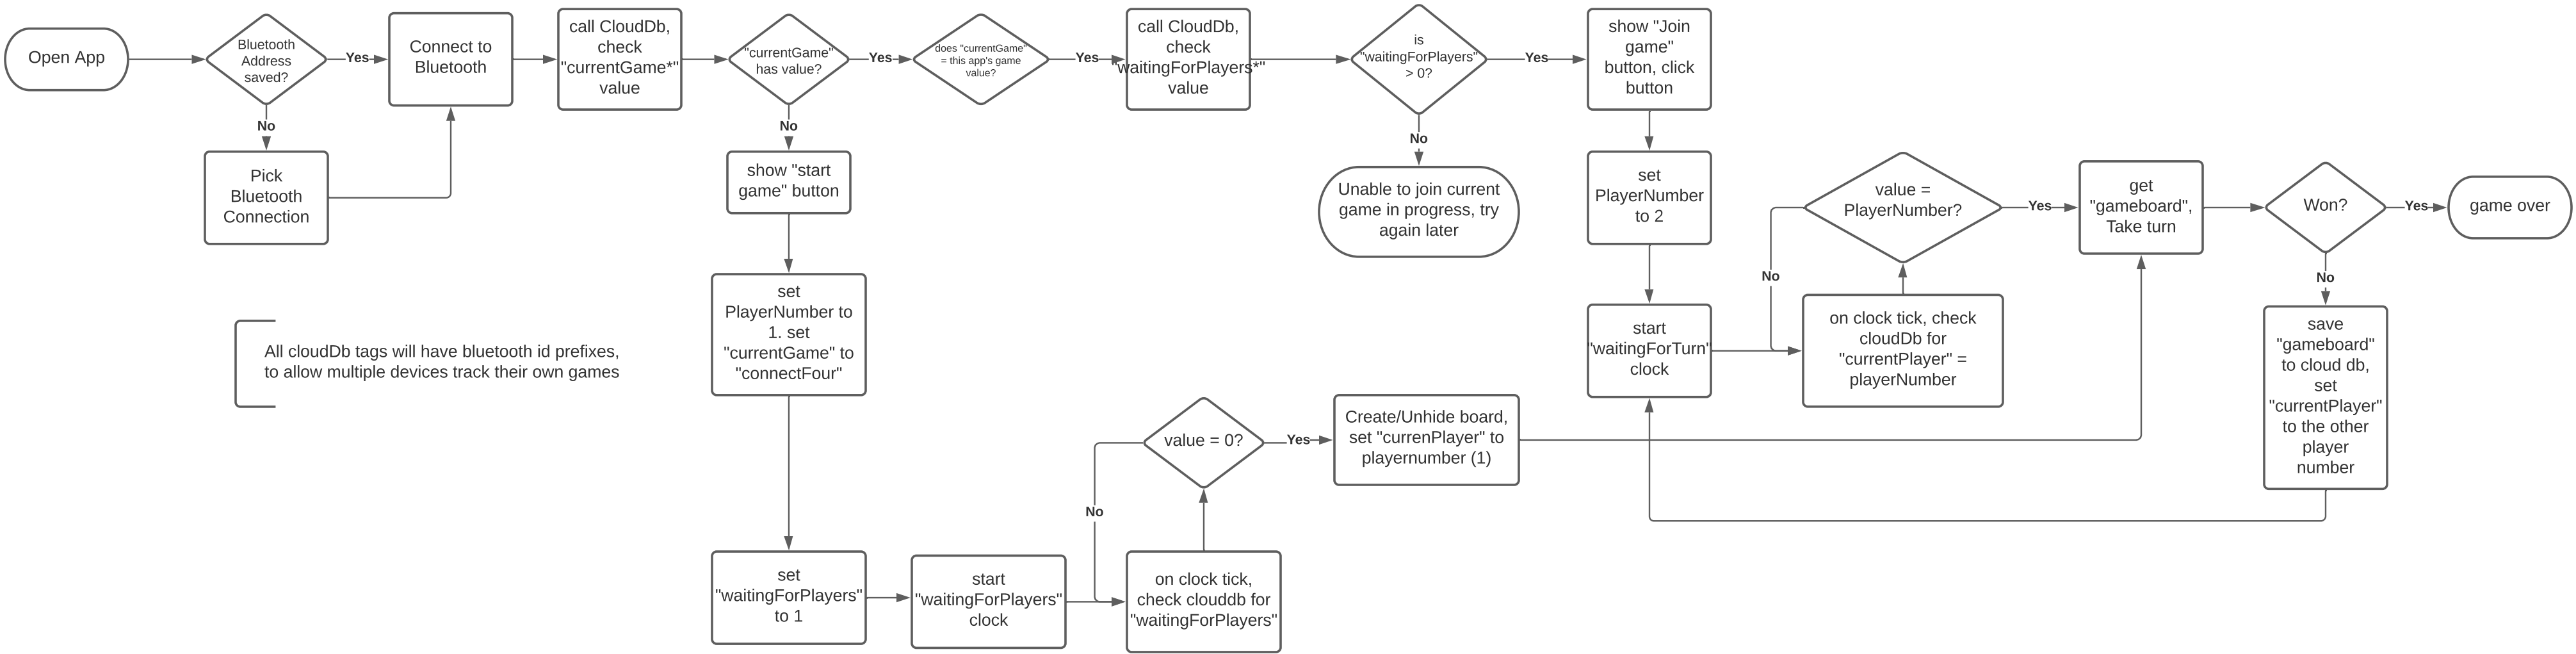 Open App
Bluetooth
Address
saved?
Yes
No
Pick
Bluetooth
Connection
Connect to
Bluetooth
call CloudDb,
check
"currentGame*"
value
"currentGame"
has value?
Yes
No
does "currentGame"
= this app's game
value?
Yes
call CloudDb,
check
"waitingForPlayers*"
value
is
"waitingForPlayers"
> 0?
Yes
No
Unable to join current
game in progress, try
again later
show "Join
game"
button, click
button
set
PlayerNumber
to 2
start
"waitingForTurn"
clock
on clock tick, check
cloudDb for
"currentPlayer" =
playerNumber
value =
PlayerNumber?
No
Yes
get
"gameboard",
Take turn
Won?
Yes
game over
No
save
"gameboard"
to cloud db,
set
"currentPlayer"
to the other
player
number
show "start
game" button
set
PlayerNumber to
1. set
"currentGame" to
"connectFour"
All cloudDb tags will have bluetooth id prefixes,
to allow multiple devices track their own games
set
"waitingForPlayers"
to 1
start
"waitingForPlayers"
clock
on clock tick,
check clouddb for
"waitingForPlayers"
value = 0?
No
Yes
Create/Unhide board,
set "currenPlayer" to
playernumber (1)